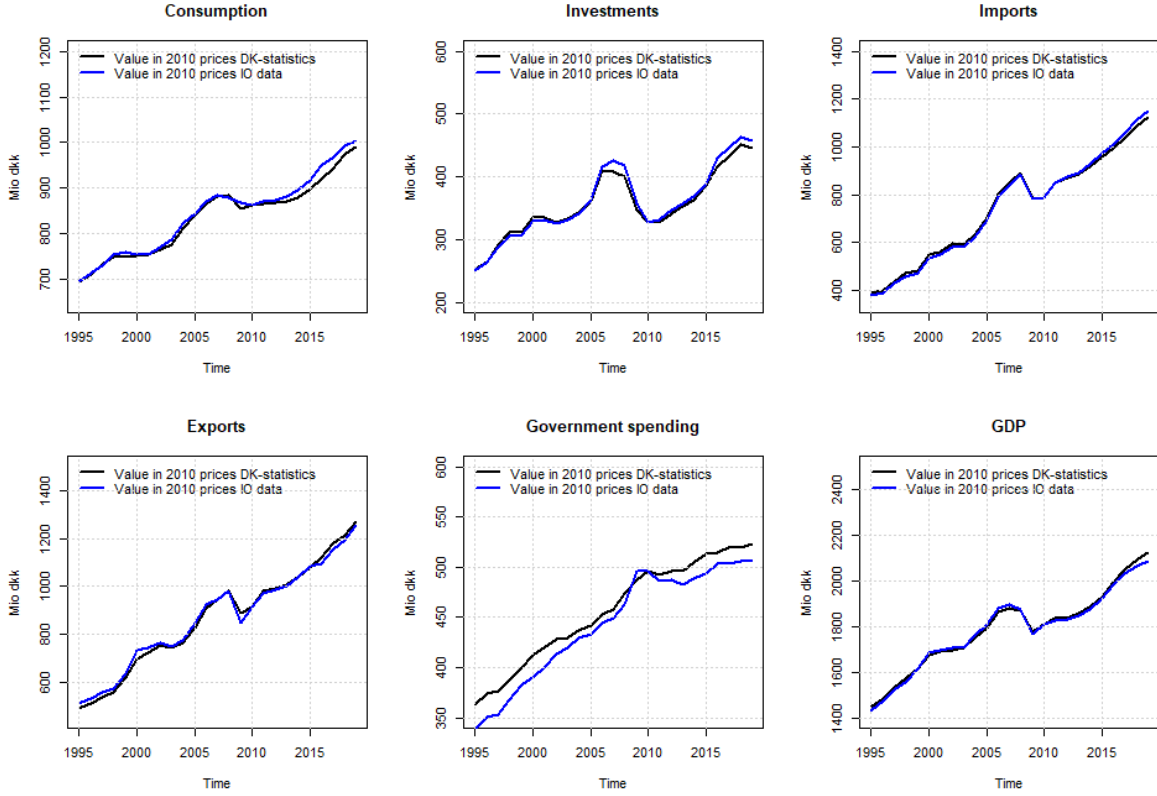 Consumption
Mio dkk
1200
1100
1000
900
800
700
Value in 2010 prices DK-statistics
Value in 2010 prices IO data
1995 2000 2005 2010 2015
Time
Investments
Mio dkk
600
500
400
300
200
Value in 2010 prices DK-statistics
Value in 2010 prices IO data
1995 2000 2005 2010 2015
Time
Imports
Mio dkk
1400
1200
1000
800
600
400
Value in 2010 prices DK-statistics
Value in 2010 prices IO data
1995 2000 2005 2010 2015
Time
Exports
Mio dkk
1400
1200
1000
800
600
Value in 2010 prices DK-statistics
Value in 2010 prices IO data
1995 2000 2005 2010 2015
Time
Government spending
Mio dkk
600
550
500
450
400
350
Value in 2010 prices DK-statistics
Value in 2010 prices IO data
1995 2000 2005 2010 2015
Time
GDP
Mio dkk
2400
2200
2000
1800
1600
1400
Value in 2010 prices DK-statistics
Value in 2010 prices IO data
1995 2000 2005 2010 2015
Time